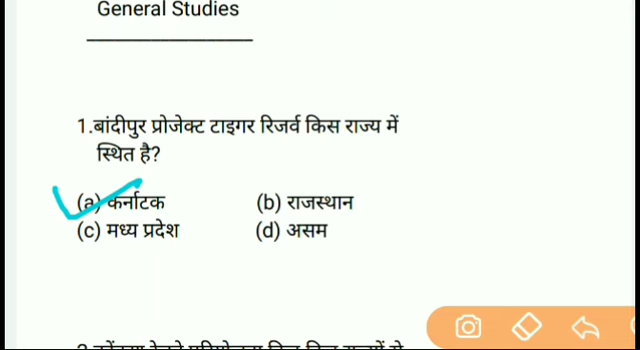 General Studies
1.बांदीपुर प्रोजेक्ट टाइगर रिजर्व किस राज्य में
स्थित है?
(a) कर्नाटक (b) राजस्थान
(c) मध्य प्रदेश (d) असम